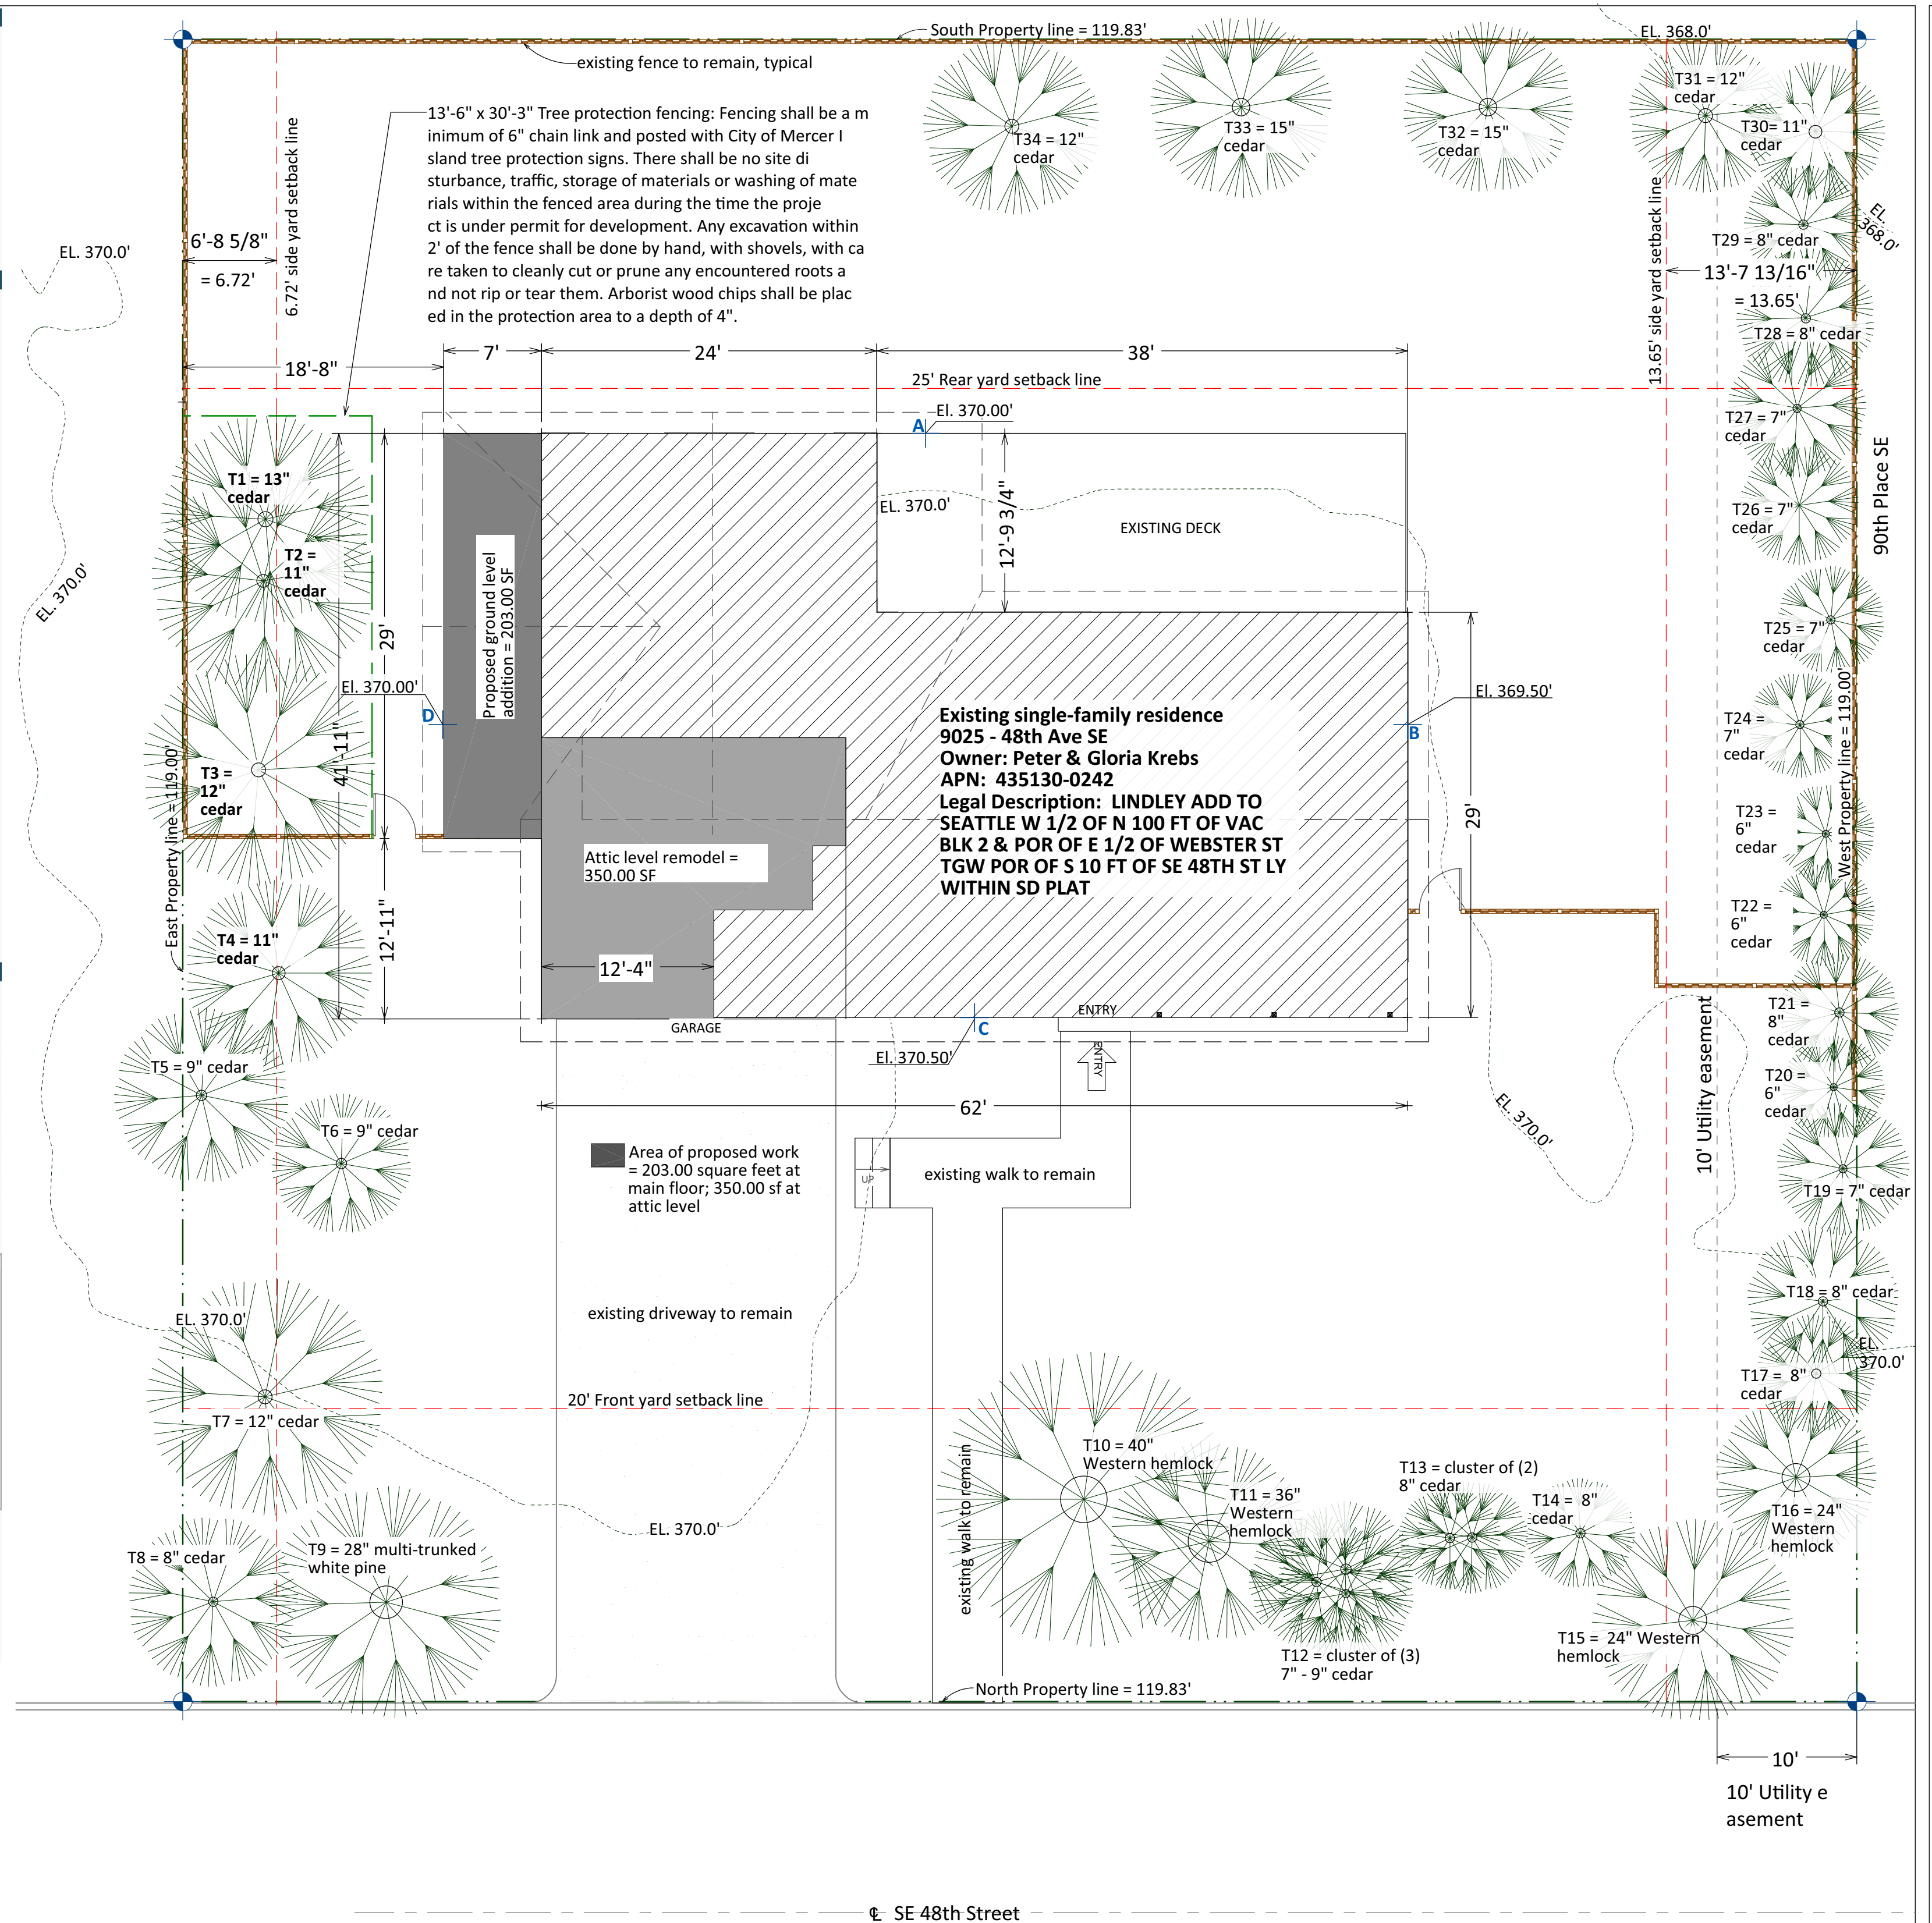 South Property line = 119.83'
EL. 368.0'
existing fence to remain, typical
13'-6" x 30'-3" Tree protection fencing: Fencing shall be a m
inimum of 6" chain link and posted with City of Mercer I
sland tree protection signs. There shall be no site di
sturbance, traffic, storage of materials or washing of mate
rials within the fenced area during the time the proje
ct is under permit for development. Any excavation within
2' of the fence shall be done by hand, with shovels, with ca
re taken to cleanly cut or prune any encountered roots a
nd not rip or tear them. Arborist wood chips shall be plac
ed in the protection area to a depth of 4".
T34 = 12"
cedar
T33 = 15"
cedar
T32 = 15"
cedar
T31 = 12"
cedar
T30= 11"
cedar
T29 = 8" cedar
EL.
368.0'
13'-7 13/16"
= 13.65'
T28 = 8" cedar
13.65' side yard setback line
6.72' side yard setback line
6'-8 5/8"
= 6.72'
EL. 370.0'
7'
24'
38'
18'-8"
25' Rear yard setback line
El. 370.00'
A
T27 = 7"
cedar
T26 = 7"
cedar
90th Place SE
T1 = 13"
cedar
T2 =
11"
cedar
EL. 370.0'
EL. 370.0'
12'-9 3/4"
EXISTING DECK
Proposed ground level
addition = 203.00 SF
29'
41'-11"
El. 370.00'
D
T25 = 7"
cedar
El. 369.50'
B
T24 =
7"
cedar
West Property line = 119.00'
Existing single-family residence
9025 - 48th Ave SE
Owner: Peter & Gloria Krebs
APN:  435130-0242
Legal Description:  LINDLEY ADD TO
SEATTLE W 1/2 OF N 100 FT OF VAC
BLK 2 & POR OF E 1/2 OF WEBSTER ST
TGW POR OF S 10 FT OF SE 48TH ST LY
WITHIN SD PLAT
29'
T3 =
12"
cedar
East Property line = 119.00'
T23 =
6"
cedar
Attic level remodel =
350.00 SF
T22 =
6"
cedar
T4 = 11"
cedar
12'-11"
12'-4"
GARAGE
ENTRY
C
El. 370.50'
ENTRY
T21 =
8"
cedar
10' Utility easement
T5 = 9" cedar
T20 =
6"
cedar
62'
EL. 370.0'
T6 = 9" cedar
Area of proposed work
= 203.00 square feet at
main floor; 350.00 sf at
attic level
UP
existing walk to remain
T19 = 7" cedar
existing driveway to remain
T18 = 8" cedar
EL. 370.0'
EL.
370.0'
T17 =  8"
cedar
20' Front yard setback line
T7 = 12" cedar
existing walk to remain
T10 = 40"
Western hemlock
T11 = 36"
Western
hemlock
T13 = cluster of (2)
8" cedar
T14 =  8"
cedar
T16 = 24"
Western
hemlock
EL. 370.0'
T8 = 8" cedar
T9 = 28" multi-trunked
white pine
T15 =  24" Western
hemlock
T12 = cluster of (3)
7" - 9" cedar
North Property line = 119.83'
10'
10' Utility e
asement
℄ SE 48th Street